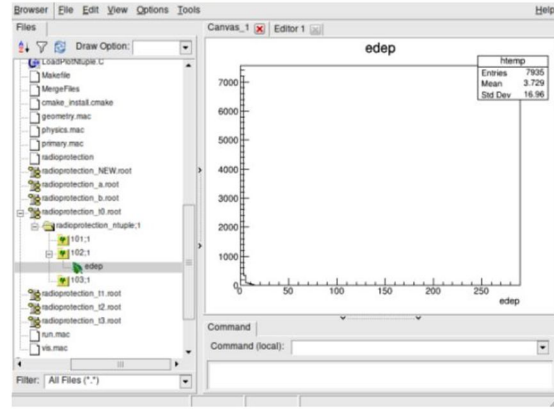 Browser File Edit View Options Tools Help
Files
Draw Option:
LoadPlotNtuple.C
Makefile
MergeFiles
cmake_install.cmake
geometry.mac
physics.mac
primary.mac
radioprotection
radioprotection_NEW.root
radioprotection_a.root
radioprotection_b.root
radioprotection_t0.root
radioprotection_ntuple;1
101;1
102;1
edep
103;1
radioprotection_t1.root
radioprotection_t2.root
radioprotection_t3.root
run.mac
vis.mac
Filter: All Files (*.*)
Canvas_1 Editor 1
edep
htemp
Entries 7935
Mean 3.729
Std Dev 16.96
7000
6000
5000
4000
3000
2000
1000
0
0 50 100 150 200 250
edep
Command
Command (local):